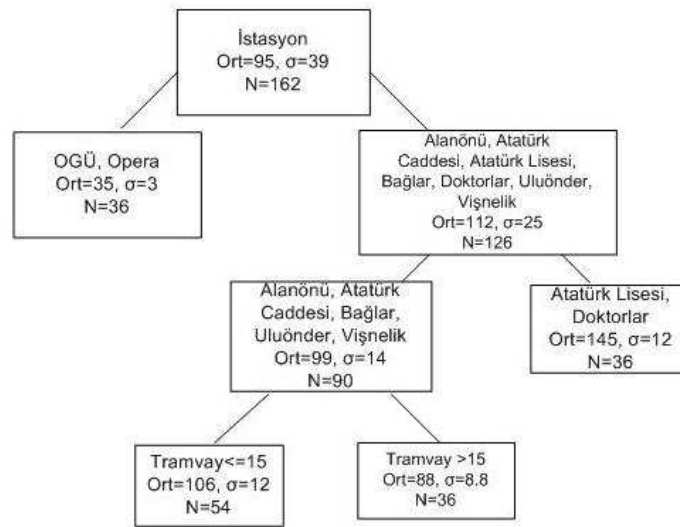 İstasyon
Ort=95, σ=39
N=162
OGÜ, Opera
Ort=35, σ=3
N=36
Alanönü, Atatürk
Caddesi, Atatürk Lisesi,
Bağlar, Doktorlar, Uluönder,
Vişnelik
Ort=112, σ=25
N=126
Alanönü, Atatürk
Caddesi, Bağlar,
Uluönder, Vişnelik
Ort=99, σ=14
N=90
Atatürk Lisesi,
Doktorlar
Ort=145, σ=12
N=36
Tramvay<=15
Ort=106, σ=12
N=54
Tramvay >15
Ort=88, σ=8.8
N=36